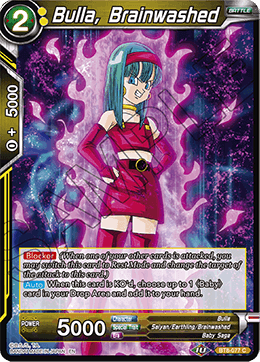 2 Bulla, Brainwashed BATTLE
+ 5000
Blocker (When one of your other cards is attacked, you
may switch this card to Rest Mode and change the target
of the attack to this card.)
Auto When this card is KO'd, choose up to 1 《Baby》
card in your Drop Area and add it to your hand.
POWER 5000
Character Bulla
Special Trait Saiyan/Earthling/Brainwashed
Era Baby Saga
BT8-077 C